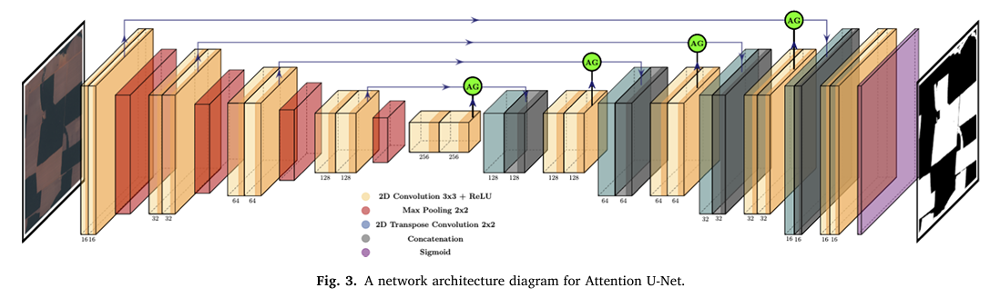 AG
AG
AG
AG
256 256
128 128
128 128
128 128
64 64
64 64
64 64
32 32
32 32
32 32
16 16
16 16
16 16
2D Convolution 3x3 + ReLU
Max Pooling 2x2
2D Transpose Convolution 2x2
Concatenation
Sigmoid
Fig. 3. A network architecture diagram for Attention U-Net.